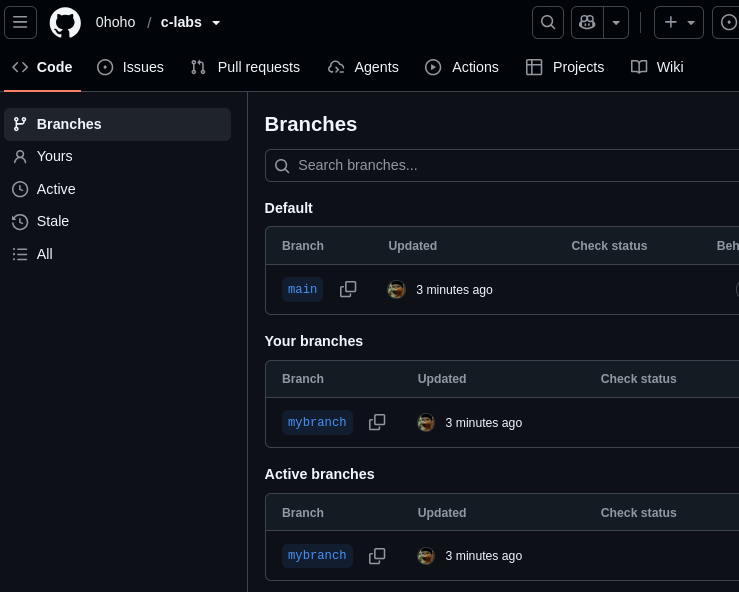 0hoho / c-labs
Code Issues Pull requests Agents Actions Projects Wiki
Branches
Yours
Active
Stale
All
Branches
Search branches...
Default
Branch Updated Check status
main 3 minutes ago
Your branches
Branch Updated Check status
mybranch 3 minutes ago
Active branches
Branch Updated Check status
mybranch 3 minutes ago